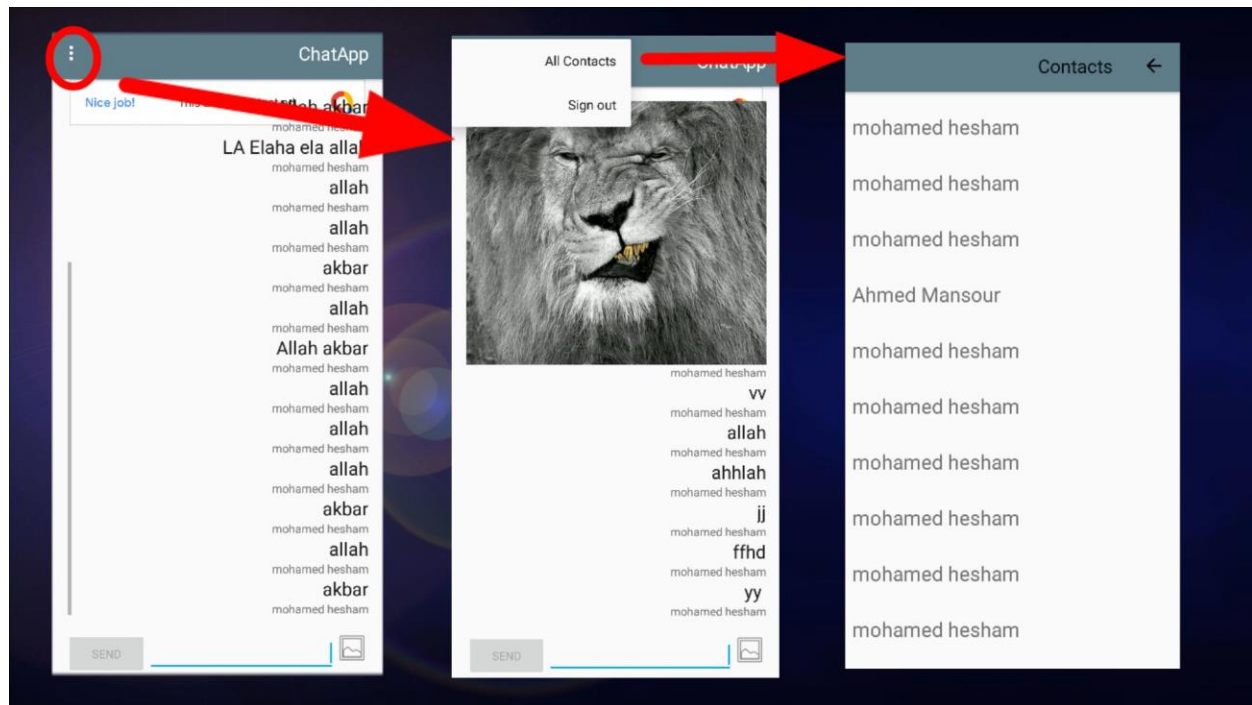 ChatApp
Nice job!
Allah akbar
mohamed hesham
LA Elaha ela allah
mohamed hesham
allah
mohamed hesham
allah
mohamed hesham
akbar
mohamed hesham
allah
mohamed hesham
Allah akbar
mohamed hesham
allah
mohamed hesham
allah
mohamed hesham
allah
mohamed hesham
akbar
mohamed hesham
allah
mohamed hesham
akbar
mohamed hesham
SEND
All Contacts
ChatApp
Sign out
mohamed hesham
vv
mohamed hesham
allah
mohamed hesham
ahhlah
mohamed hesham
jj
mohamed hesham
ffhd
mohamed hesham
yy
mohamed hesham
SEND
Contacts
mohamed hesham
mohamed hesham
mohamed hesham
Ahmed Mansour
mohamed hesham
mohamed hesham
mohamed hesham
mohamed hesham
mohamed hesham
mohamed hesham